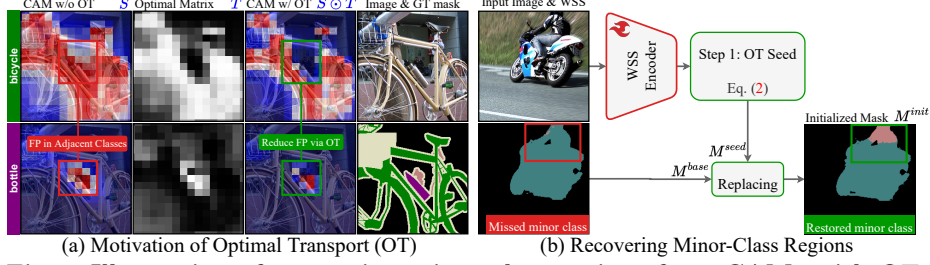 CAM w/o OT S Optimal Matrix T CAM w/ OT S ⊙ T Image & GT mask Input Image & WSS
bicycle
WSS
Encoder
Step 1: OT Seed
Eq. (2)
FP in Adjacent Classes
Reduce FP via OT
bottle
Initialized Mask M^{init}
M^{seed}
M^{base}
Replacing
Missed minor class
Restored minor class
(a) Motivation of Optimal Transport (OT)
(b) Recovering Minor-Class Regions